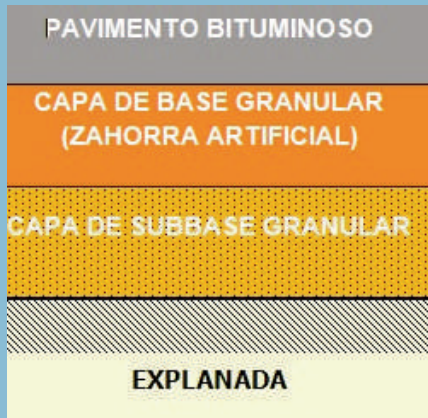 PAVIMENTO BITUMINOSO
CAPA DE BASE GRANULAR
(ZAHORRA ARTIFICIAL)
CAPA DE SUBBASE GRANULAR
EXPLANADA